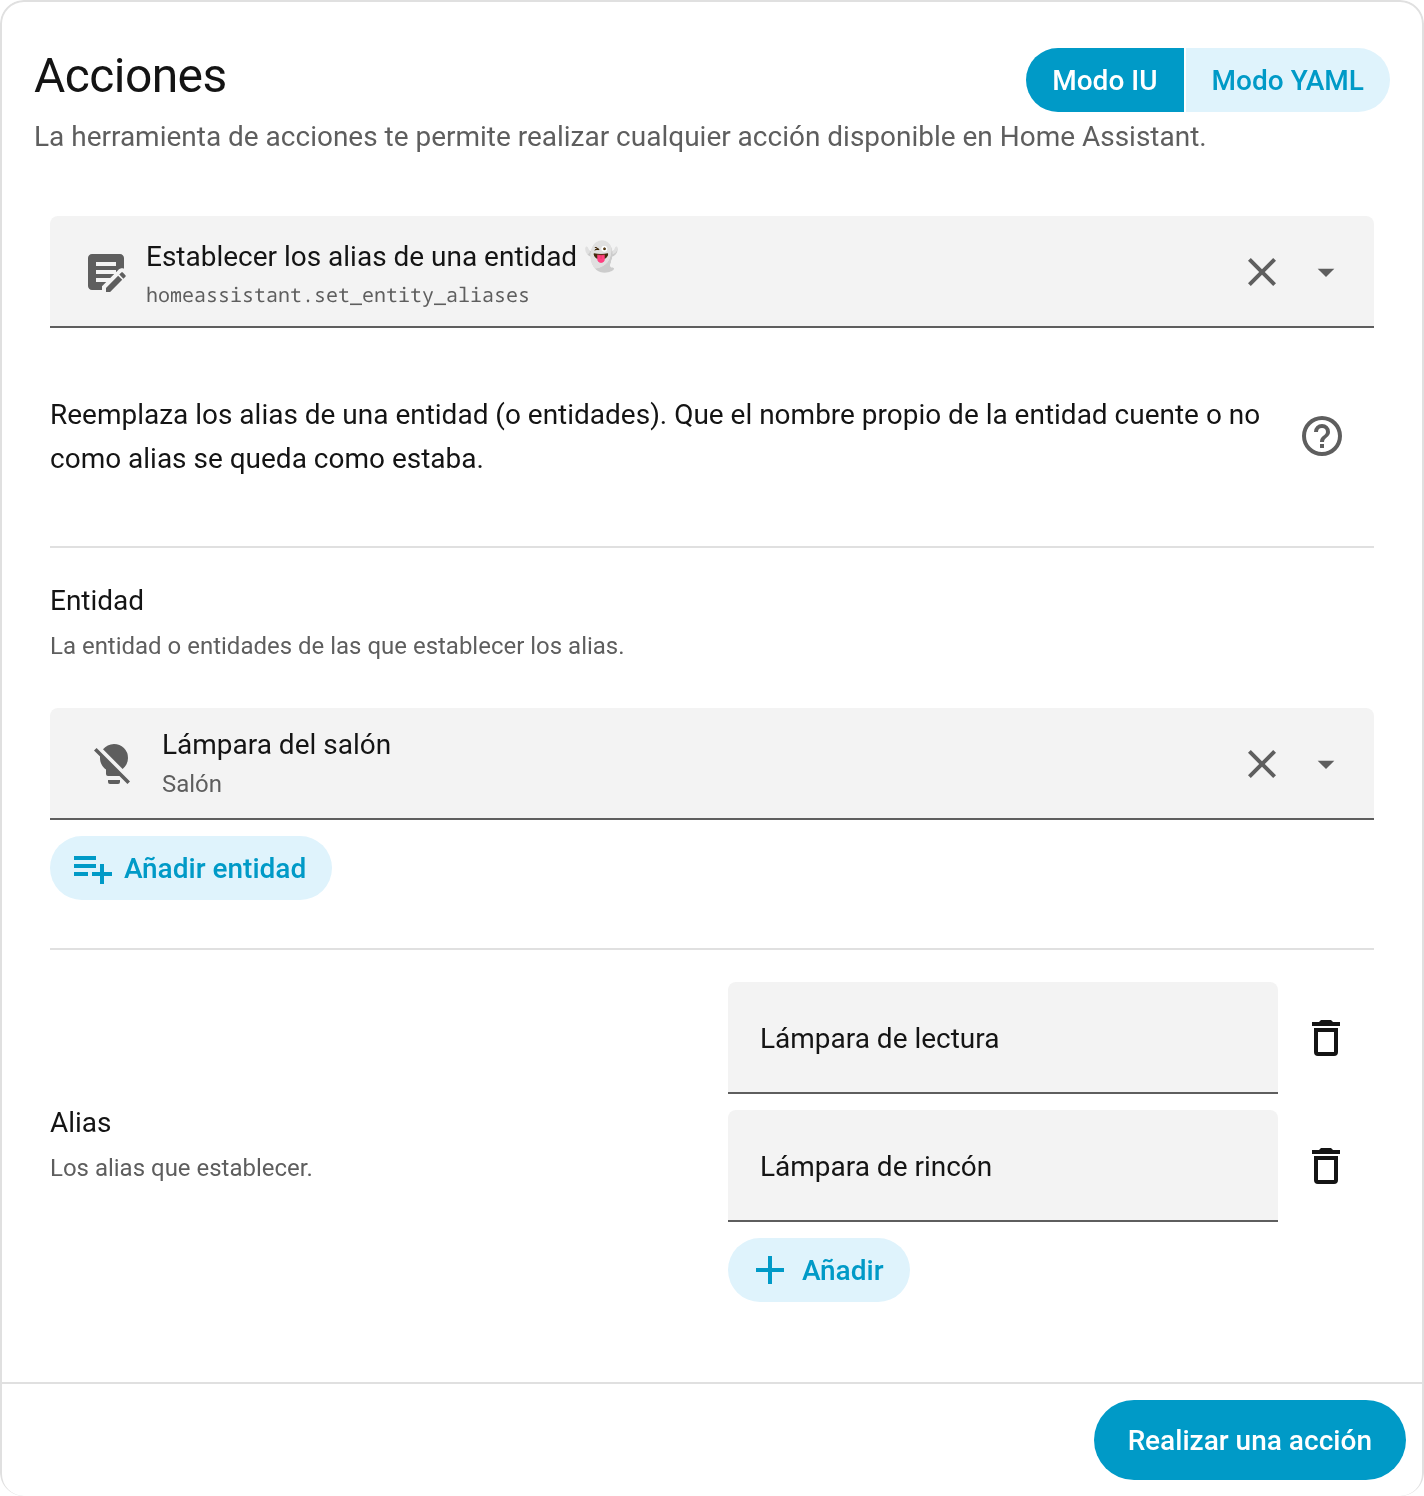 Acciones
Modo IU
Modo YAML
La herramienta de acciones te permite realizar cualquier acción disponible en Home Assistant.
Establecer los alias de una entidad 👻
homeassistant.set_entity_aliases
Reemplaza los alias de una entidad (o entidades). Que el nombre propio de la entidad cuente o no
como alias se queda como estaba.
Entidad
La entidad o entidades de las que establecer los alias.
Lámpara del salón
Salón
Añadir entidad
Alias
Los alias que establecer.
Lámpara de lectura
Lámpara de rincón
Añadir
Realizar una acción